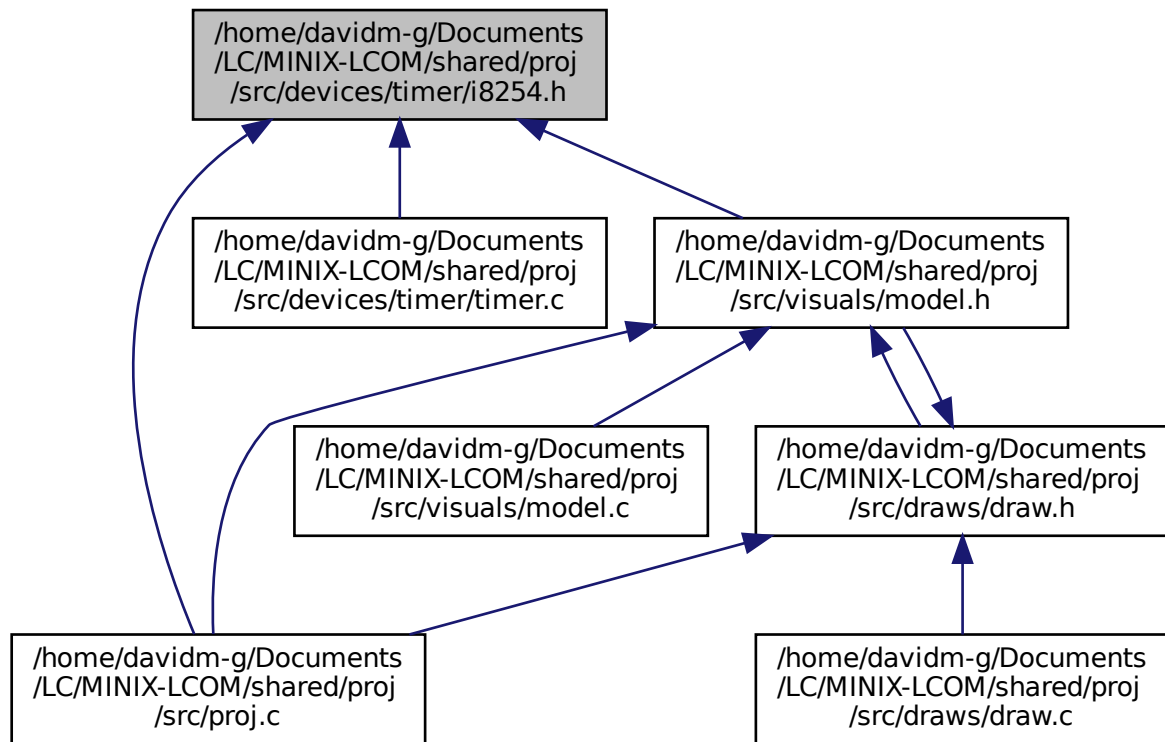 /home/davidm-g/Documents
/LC/MINIX-LCOM/shared/proj
/src/devices/timer/i8254.h
/home/davidm-g/Documents
/LC/MINIX-LCOM/shared/proj
/src/devices/timer/timer.c
/home/davidm-g/Documents
/LC/MINIX-LCOM/shared/proj
/src/visuals/model.h
/home/davidm-g/Documents
/LC/MINIX-LCOM/shared/proj
/src/visuals/model.c
/home/davidm-g/Documents
/LC/MINIX-LCOM/shared/proj
/src/draws/draw.h
/home/davidm-g/Documents
/LC/MINIX-LCOM/shared/proj
/src/proj.c
/home/davidm-g/Documents
/LC/MINIX-LCOM/shared/proj
/src/draws/draw.c